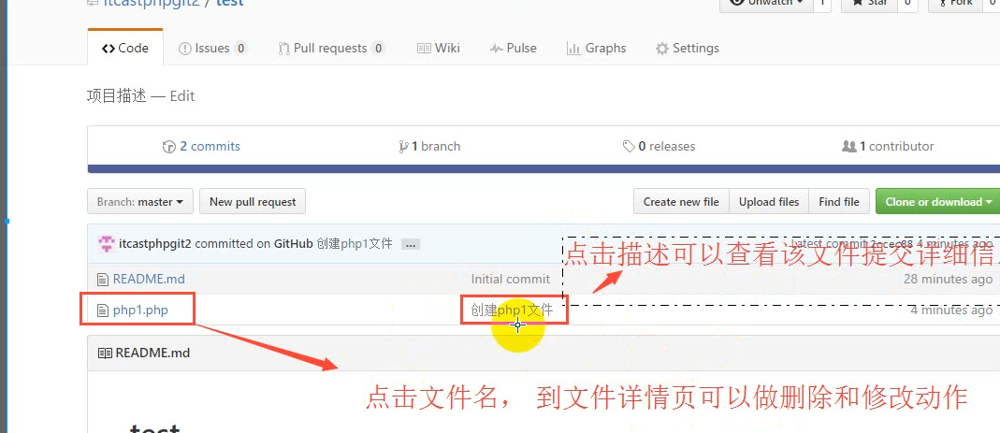 itcastphpgit2 / test
Unwatch 1 Star 0 Fork 0
Code Issues 0 Pull requests 0 Wiki Pulse Graphs Settings
项目描述 — Edit
2 commits 1 branch 0 releases 1 contributor
Branch: master New pull request Create new file Upload files Find file Clone or download
itcastphpgit2 committed on GitHub 创建php1文件 ... Latest commit 4 minutes ago
点击描述可以查看该文件提交详细信
README.md Initial commit 28 minutes ago
php1.php 创建php1文件 4 minutes ago
README.md
点击文件名， 到文件详情页可以做删除和修改动作
test